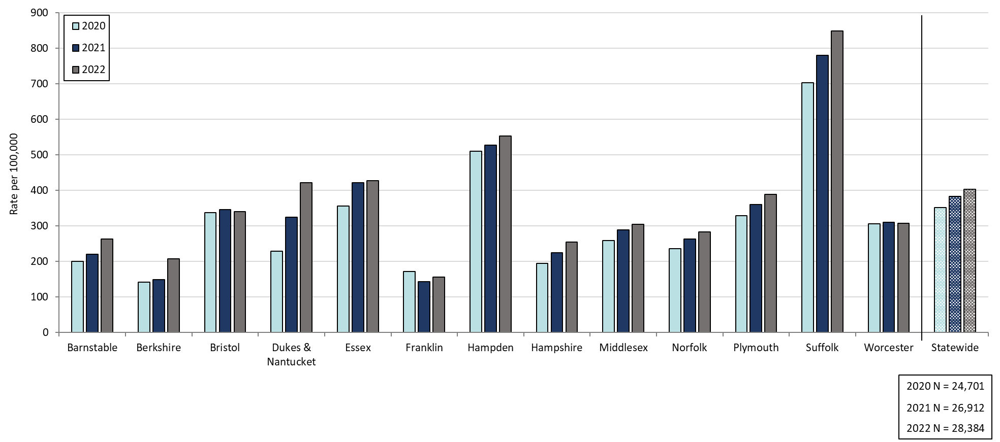 900
800
700
600
500
400
300
200
100
0
Rate per 100,000
2020
2021
2022
Barnstable
Berkshire
Bristol
Dukes &
Nantucket
Essex
Franklin
Hampden
Hampshire
Middlesex
Norfolk
Plymouth
Suffolk
Worcester
Statewide
2020 N = 24,701
2021 N = 26,912
2022 N = 28,384